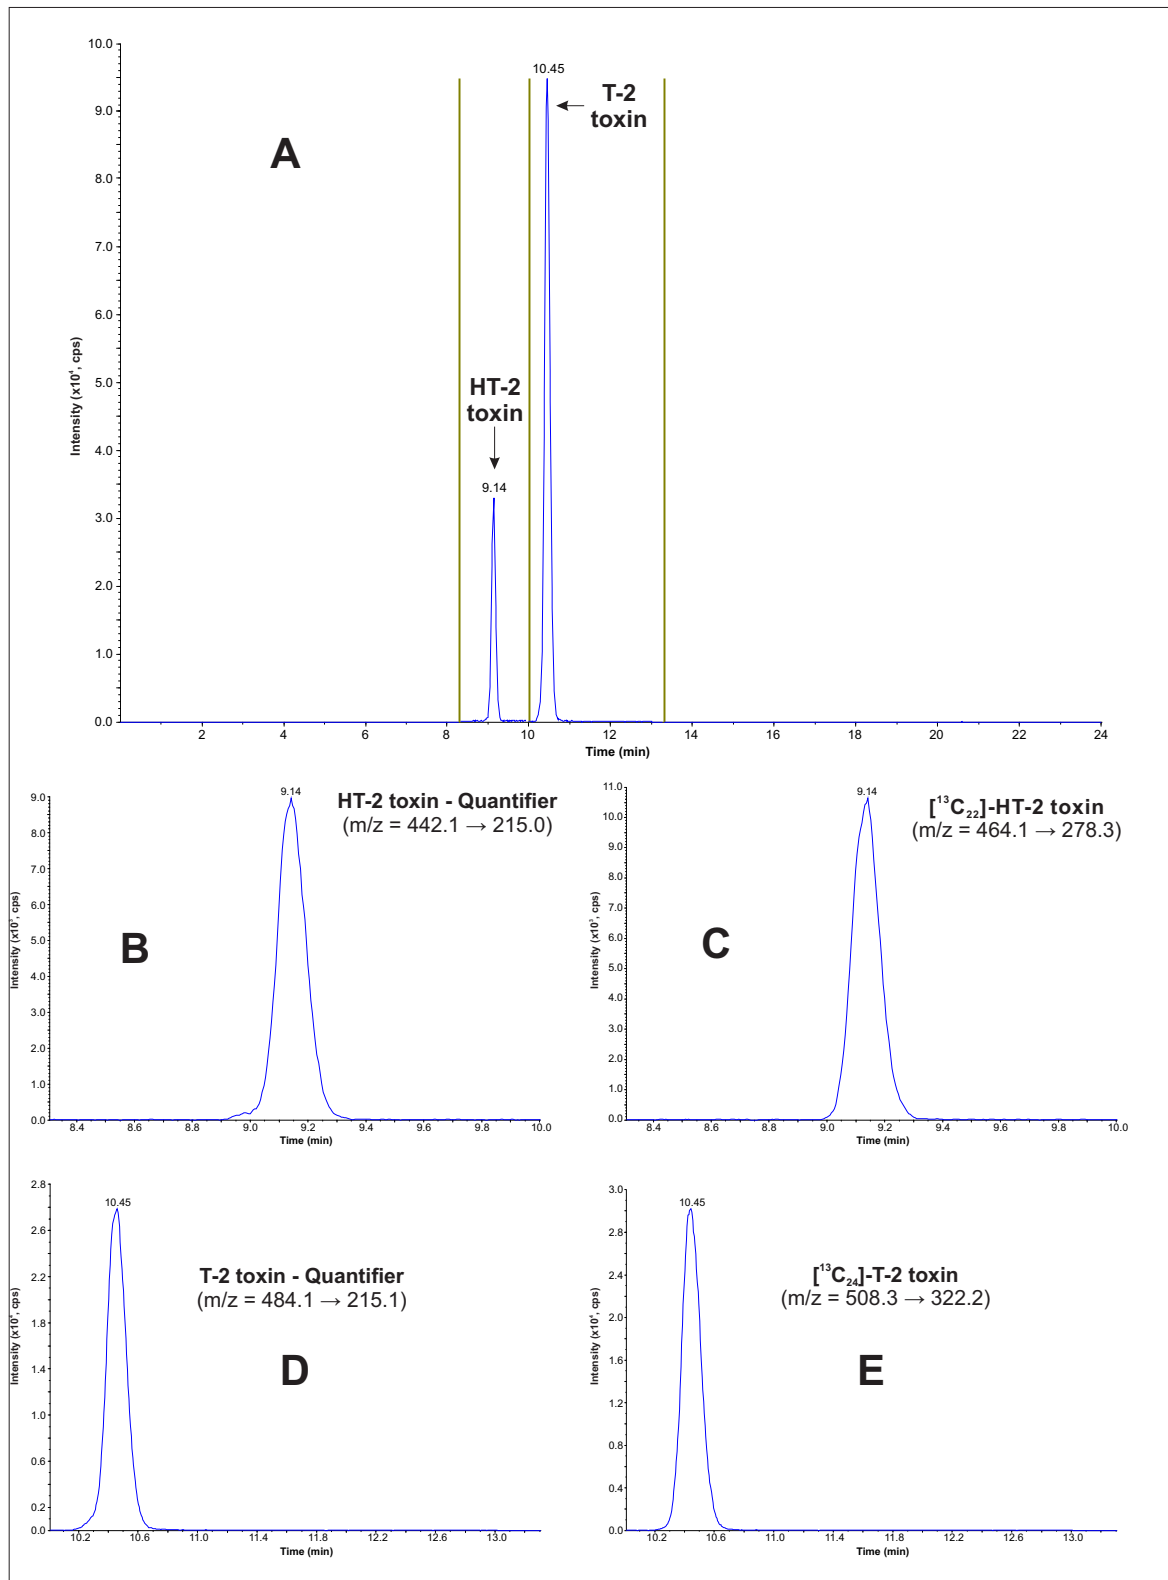 10.0
9.0
8.0
7.0
6.0
5.0
4.0
3.0
2.0
1.0
0.0
Intensity (x10⁴, cps)
A
10.45
T-2
toxin
HT-2
toxin
9.14
2 4 6 8 10 12 14 16 18 20 22 24
Time (min)
9.0
8.0
7.0
6.0
5.0
4.0
3.0
2.0
1.0
0.0
Intensity (x10³, cps)
B
9.14
HT-2 toxin - Quantifier
(m/z = 442.1 → 215.0)
8.4 8.6 8.8 9.0 9.2 9.4 9.6 9.8 10.0
Time (min)
11.0
10.0
9.0
8.0
7.0
6.0
5.0
4.0
3.0
2.0
1.0
0.0
Intensity (x10³, cps)
C
9.14
[¹³C₂₂]-HT-2 toxin
(m/z = 464.1 → 278.3)
8.4 8.6 8.8 9.0 9.2 9.4 9.6 9.8 10.0
Time (min)
2.8
2.6
2.2
1.8
1.4
1.0
0.6
0.2
0.0
Intensity (x10⁴, cps)
10.45
T-2 toxin - Quantifier
(m/z = 484.1 → 215.1)
D
10.2 10.6 11.0 11.4 11.8 12.2 12.6 13.0
Time (min)
3.0
2.8
2.4
2.0
1.6
1.2
0.8
0.4
0.0
Intensity (x10⁴, cps)
10.45
[¹³C₂₄]-T-2 toxin
(m/z = 508.3 → 322.2)
E
10.2 10.6 11.0 11.4 11.8 12.2 12.6 13.0
Time (min)